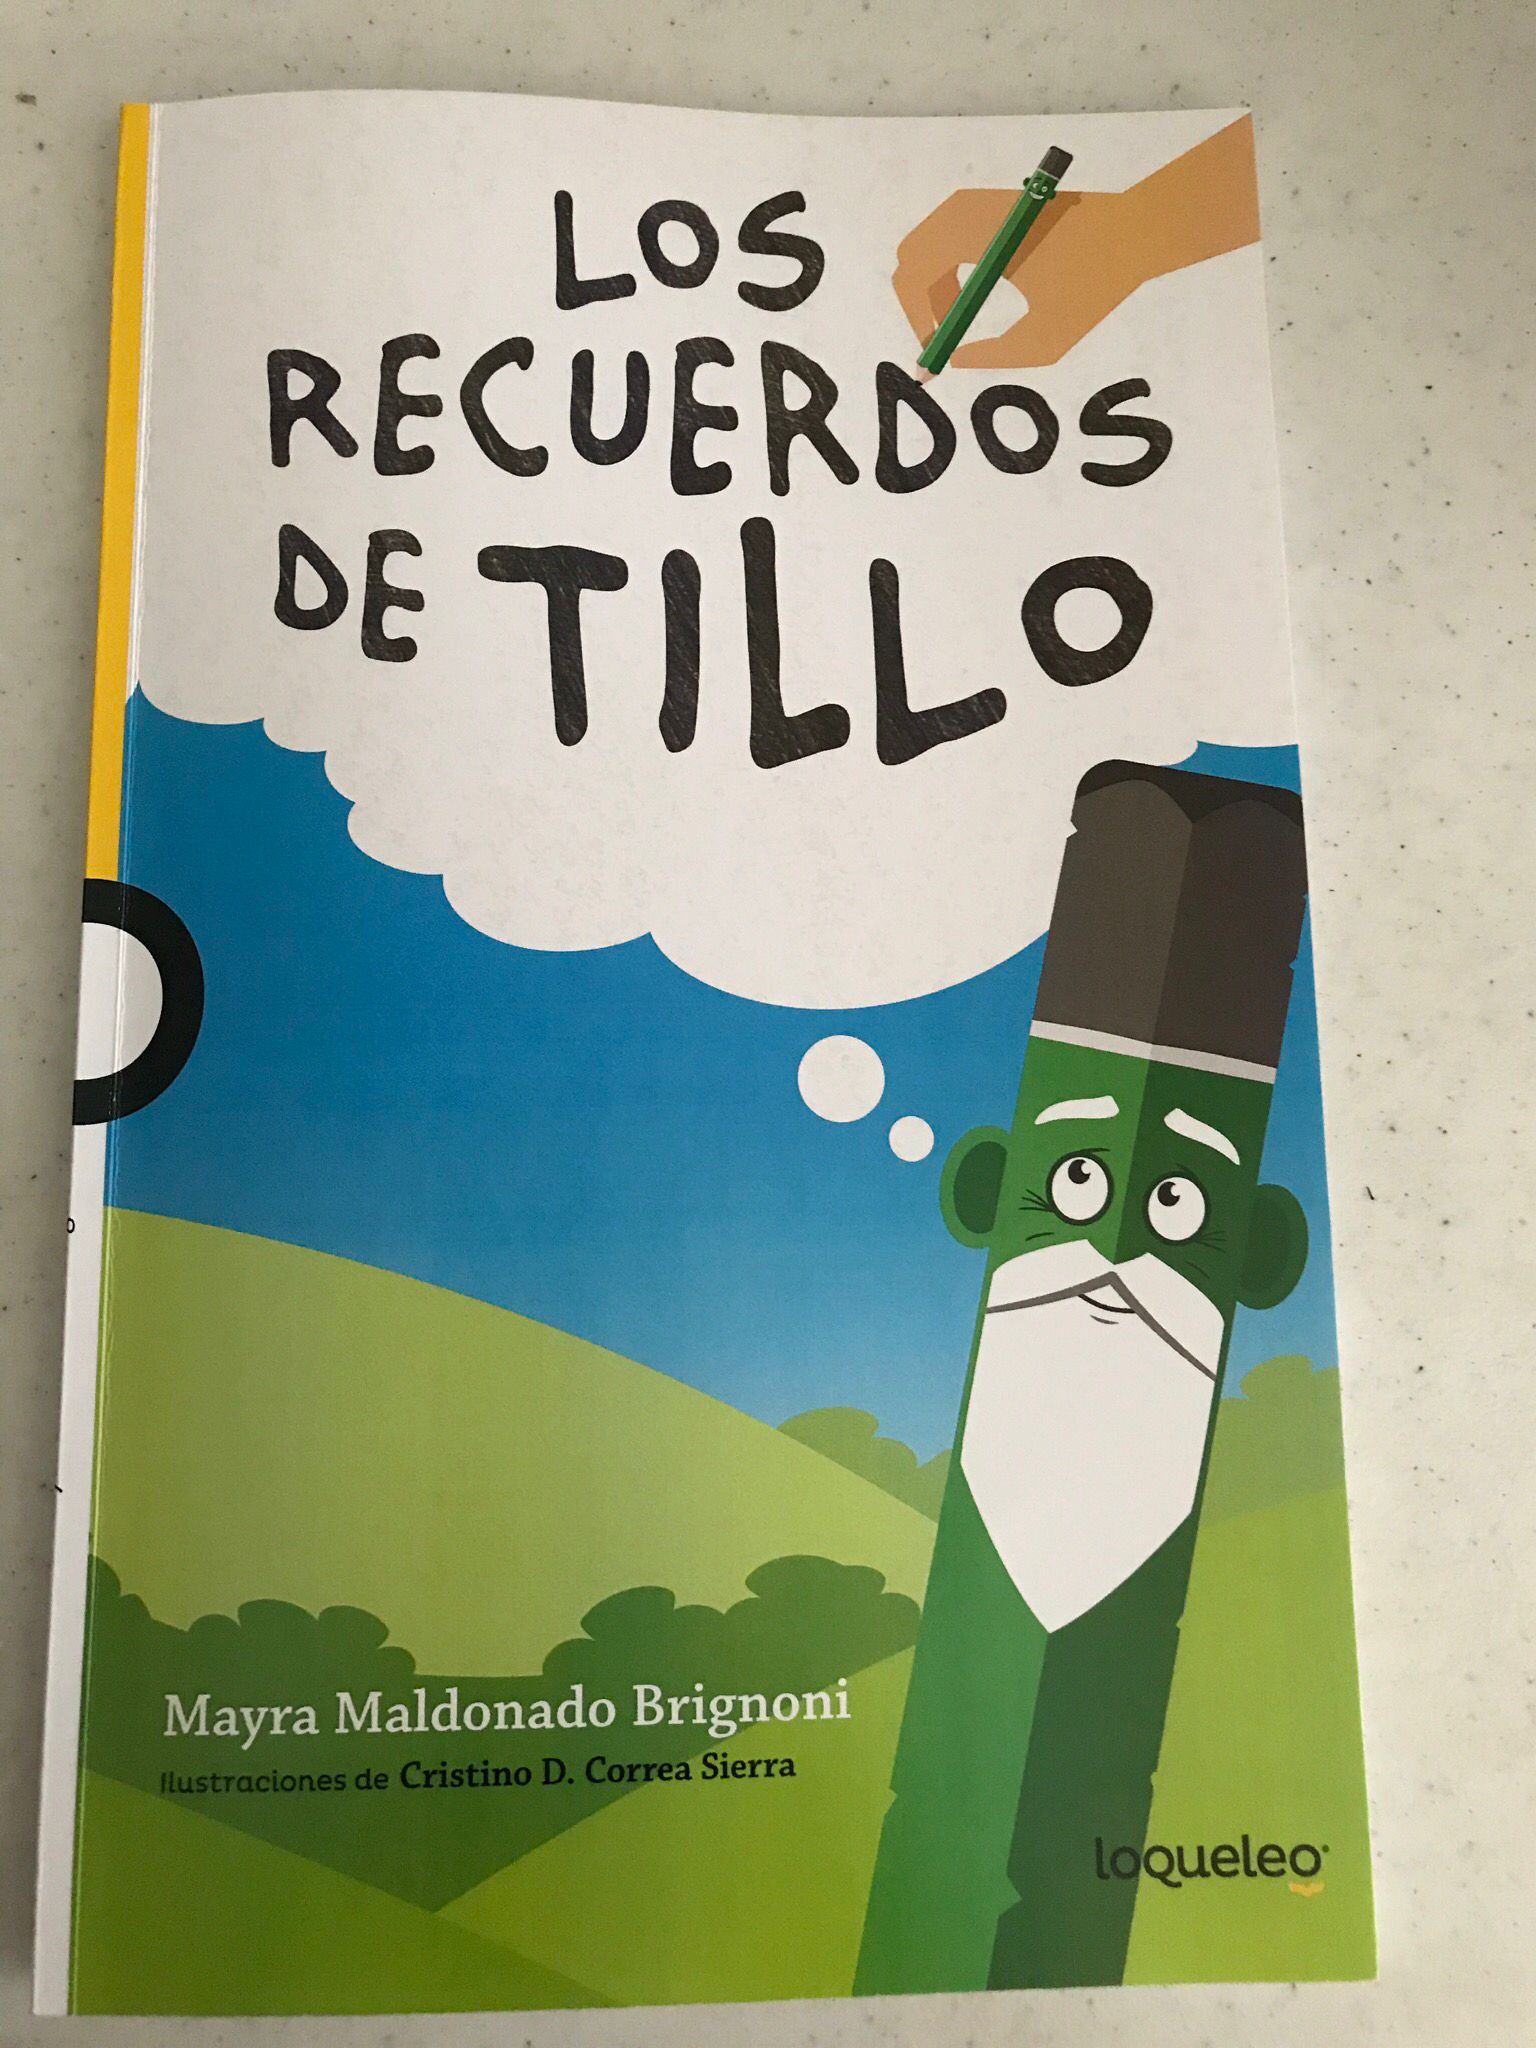 LOS
RECUERDOS
DE TILLO
Mayra Maldonado Brignoni
Ilustraciones de Cristino D. Correa Sierra
loqueleo